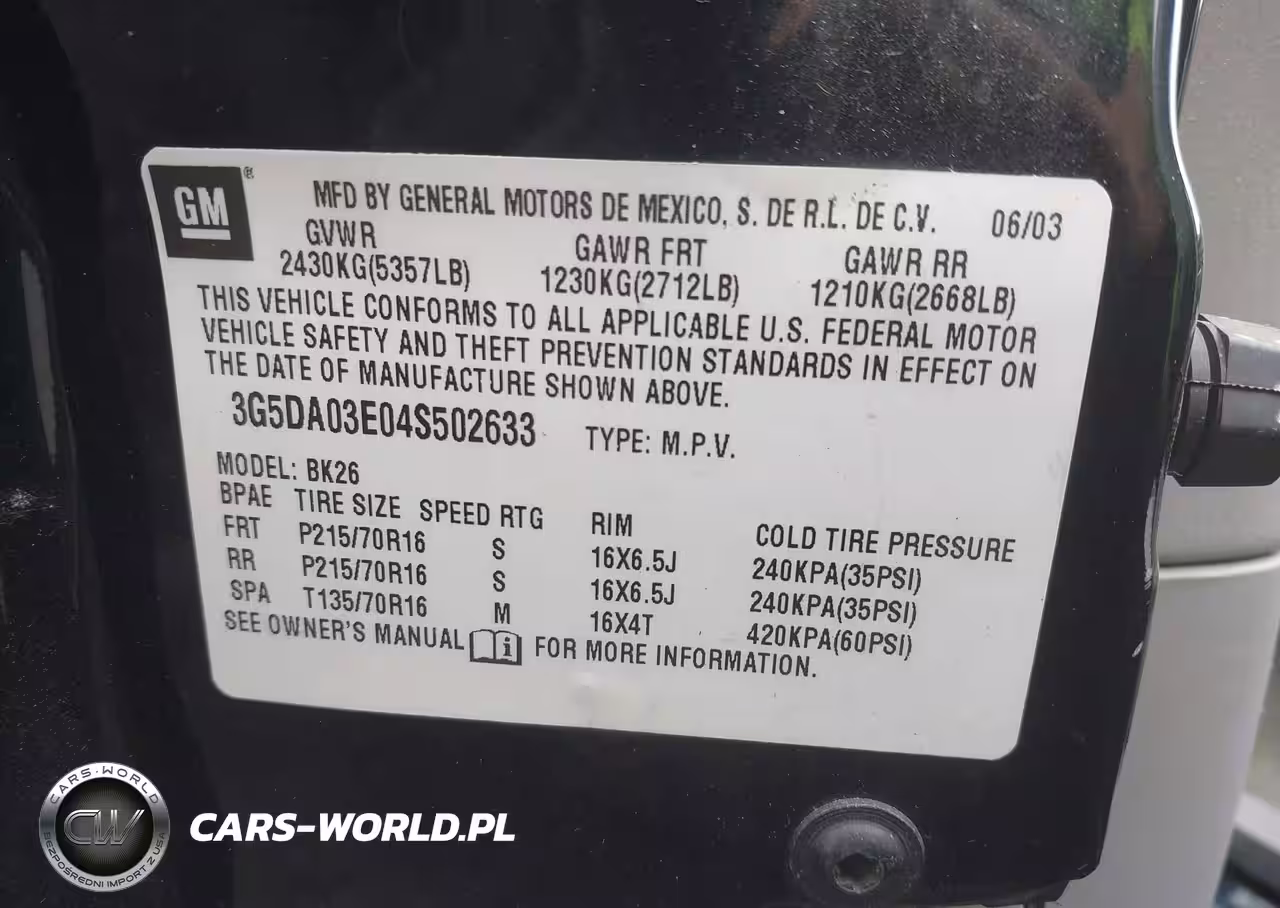 GM ®
MFD BY GENERAL MOTORS DE MEXICO, S. DE R.L. DE C.V. 06/03
GVWR GAWR FRT GAWR RR
2430KG(5357LB) 1230KG(2712LB) 1210KG(2668LB)
THIS VEHICLE CONFORMS TO ALL APPLICABLE U.S. FEDERAL MOTOR
VEHICLE SAFETY AND THEFT PREVENTION STANDARDS IN EFFECT ON
THE DATE OF MANUFACTURE SHOWN ABOVE.
3G5DA03E04S502633 TYPE: M.P.V.
MODEL: BK26
BPAE TIRE SIZE SPEED RTG RIM COLD TIRE PRESSURE
FRT P215/70R16 S 16X6.5J 240KPA(35PSI)
RR P215/70R16 S 16X6.5J 240KPA(35PSI)
SPA T135/70R16 M 16X4T 420KPA(60PSI)
SEE OWNER'S MANUAL i FOR MORE INFORMATION.
CARS-WORLD
CW
BEZPOŚREDNI IMPORT Z USA
CARS-WORLD.PL